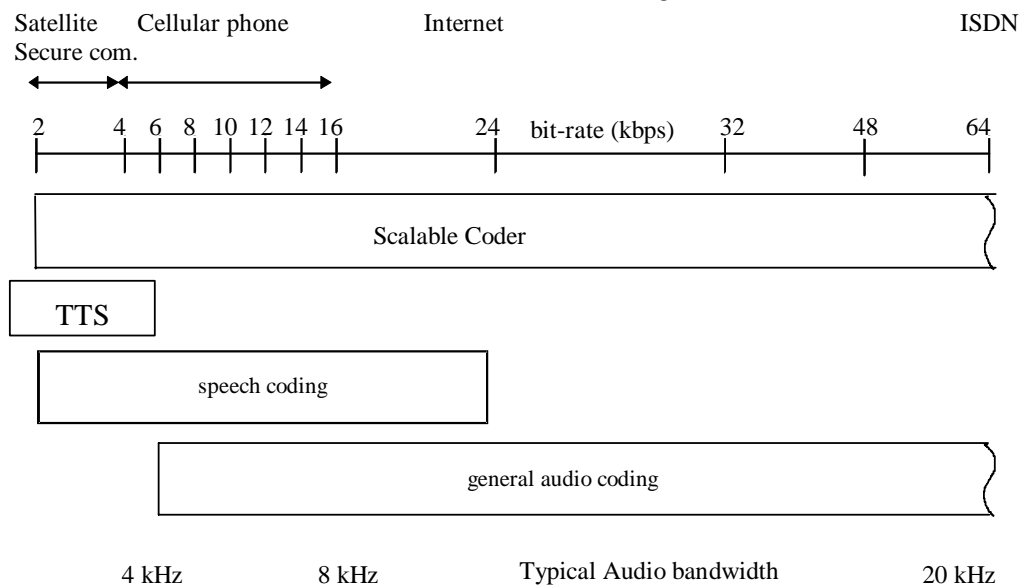 Satellite Cellular phone Internet ISDN
Secure com.
2 4 6 8 10 12 14 16 24 bit-rate (kbps) 32 48 64
Scalable Coder
TTS
speech coding
general audio coding
4 kHz 8 kHz Typical Audio bandwidth 20 kHz